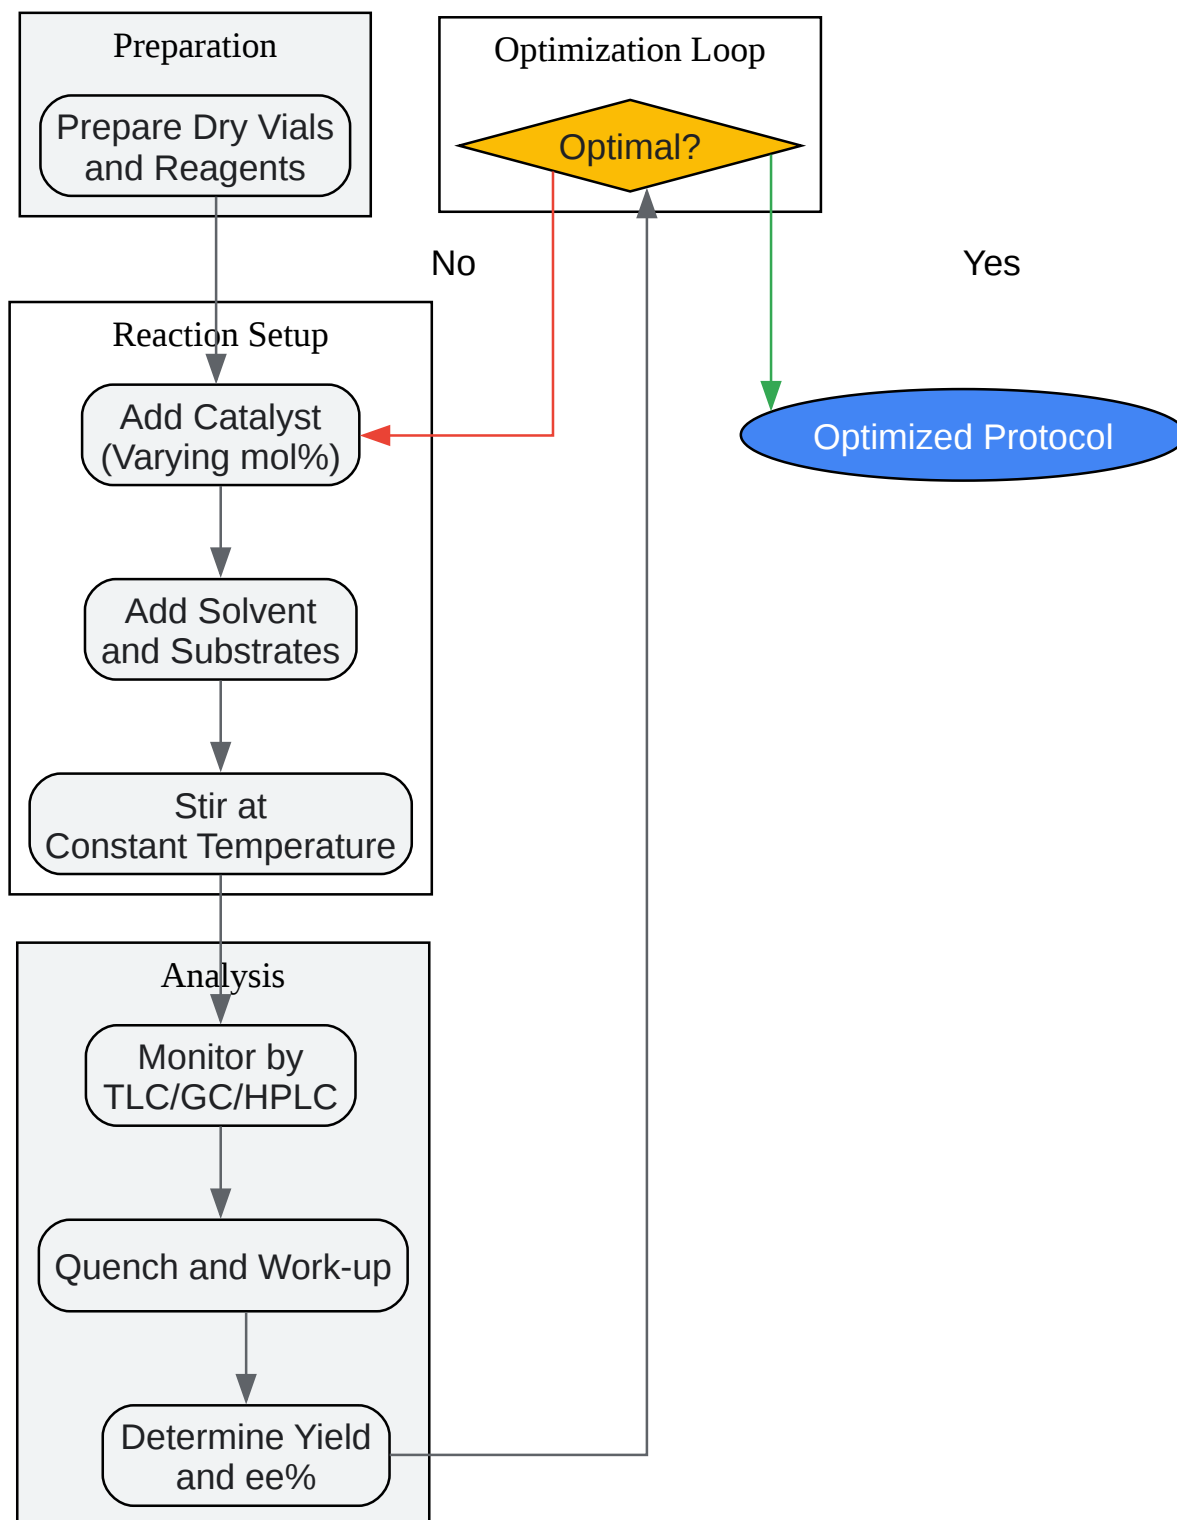 Preparation
Prepare Dry Vials
and Reagents
Optimization Loop
Optimal?
No
Yes
Reaction Setup
Add Catalyst
(Varying mol%)
Optimized Protocol
Add Solvent
and Substrates
Stir at
Constant Temperature
Analysis
Monitor by
TLC/GC/HPLC
Quench and Work-up
Determine Yield
and ee%